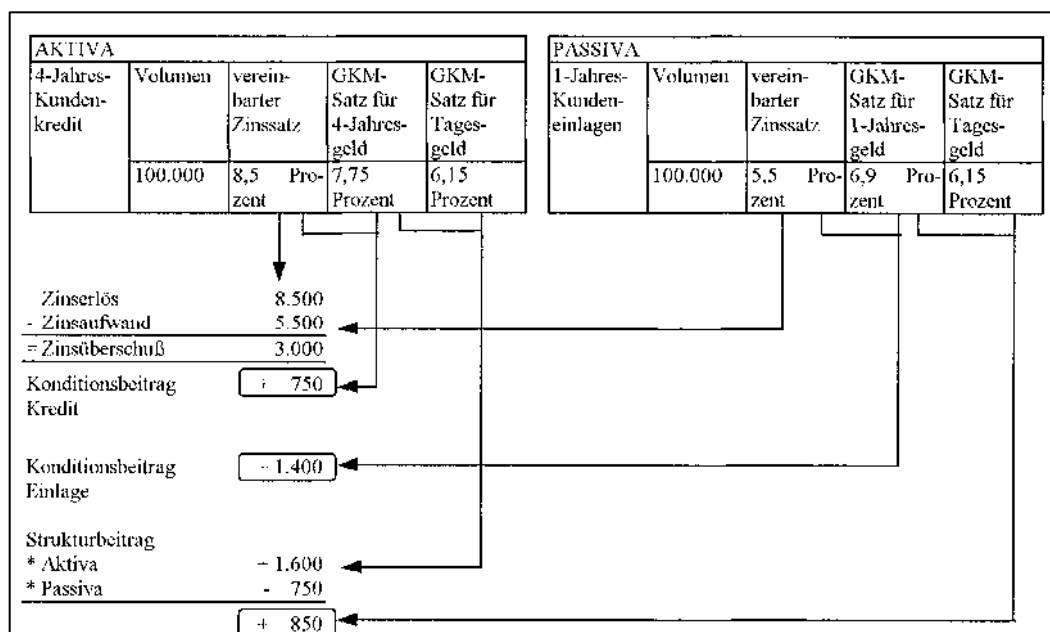 AKTIVA
4-Jahres-Kunden-kredit Volumen verein-barter Zinssatz GKM-Satz für 4-Jahres-geld GKM-Satz für Tages-geld
100.000 8,5 Pro-zent 7,75 Prozent 6,15 Prozent
PASSIVA
1-Jahres-Kunden-einlagen Volumen verein-barter Zinssatz GKM-Satz für 1-Jahres-geld GKM-Satz für Tages-geld
100.000 5,5 Pro-zent 6,9 Pro-zent 6,15 Prozent
Zinserlös 8.500
- Zinsaufwand 5.500
= Zinsüberschuß 3.000
Konditionsbeitrag + 750
Kredit
Konditionsbeitrag + 1.400
Einlage
Strukturbeitrag
* Aktiva + 1.600
* Passiva - 750
+ 850